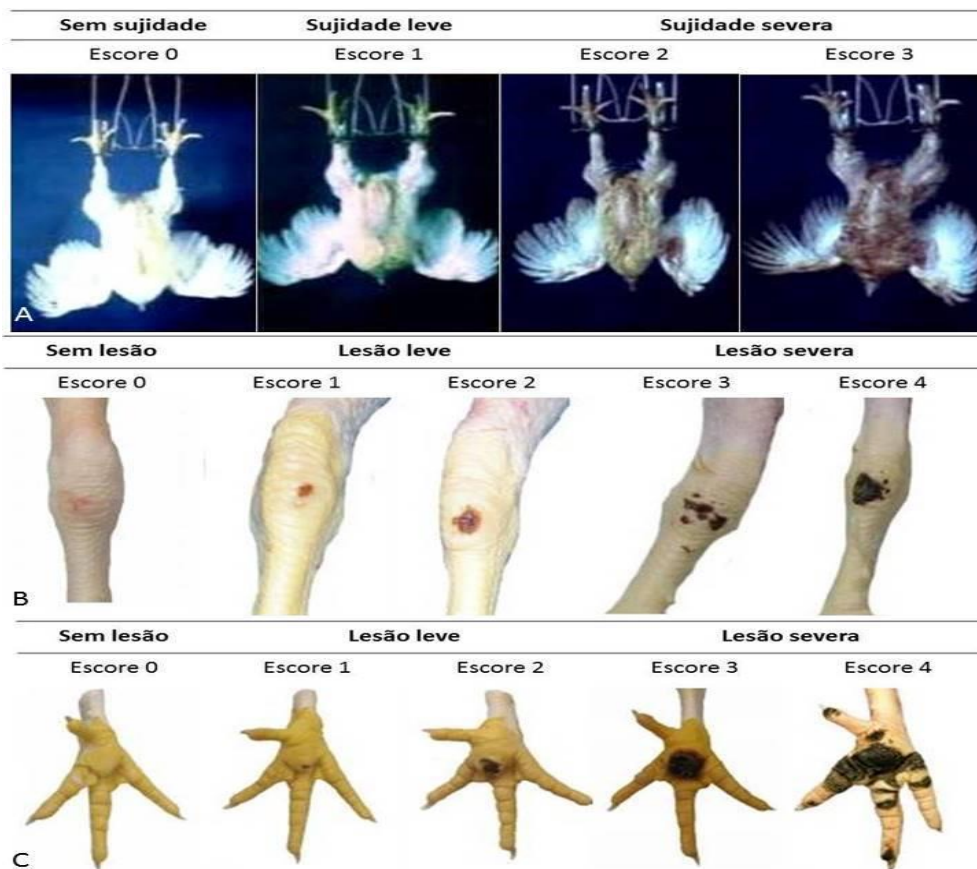 Sem sujidade Sujidade leve Sujidade severa
Escore 0 Escore 1 Escore 2 Escore 3
A
Sem lesão Lesão leve Lesão severa
Escore 0 Escore 1 Escore 2 Escore 3 Escore 4
B
Sem lesão Lesão leve Lesão severa
Escore 0 Escore 1 Escore 2 Escore 3 Escore 4
C